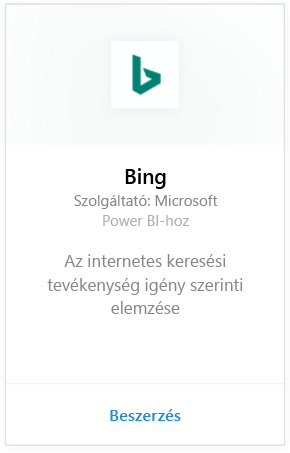 Bing
Szolgáltató: Microsoft
Power BI-hoz
Az internetes keresési
tevékenység igény szerinti
elemzése
Beszerzés